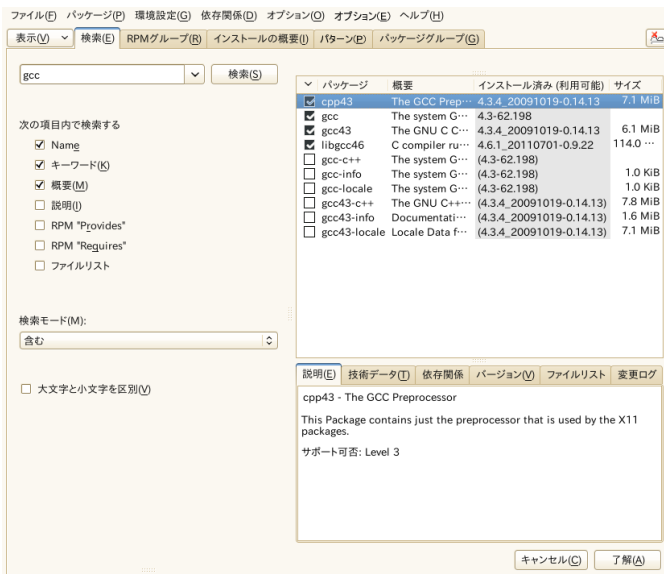 ファイル(F) パッケージ(P) 環境設定(G) 依存関係(D) オプション(O) オプション(E) ヘルプ(H)
表示(V) 検索(E) RPMグループ(R) インストールの概要(I) パターン(P) パッケージグループ(G)
gcc 検索(S)
次の項目内で検索する
Name
キーワード(K)
概要(M)
説明(I)
RPM "Provides"
RPM "Requires"
ファイルリスト
検索モード(M):
含む
大文字と小文字を区別(V)
パッケージ 概要 インストール済み (利用可能) サイズ
cpp43 The GCC Prep… 4.3.4_20091019-0.14.13 7.1 MiB
gcc The system G… 4.3-62.198
gcc43 The GNU C C… 4.3.4_20091019-0.14.13 6.1 MiB
libgcc46 C compiler ru… 4.6.1_20110701-0.9.22 114.0 …
gcc-c++ The system G… (4.3-62.198)
gcc-info The system G… (4.3-62.198) 1.0 KiB
gcc-locale The system G… (4.3-62.198) 1.0 KiB
gcc43-c++ The GNU C++… (4.3.4_20091019-0.14.13) 7.8 MiB
gcc43-info Documentati… (4.3.4_20091019-0.14.13) 1.6 MiB
gcc43-locale Locale Data f… (4.3.4_20091019-0.14.13) 7.1 MiB
説明(E) 技術データ(T) 依存関係 バージョン(V) ファイルリスト 変更ログ
cpp43 - The GCC Preprocessor
This Package contains just the preprocessor that is used by the X11
packages.
サポート可否: Level 3
キャンセル(C) 了解(A)